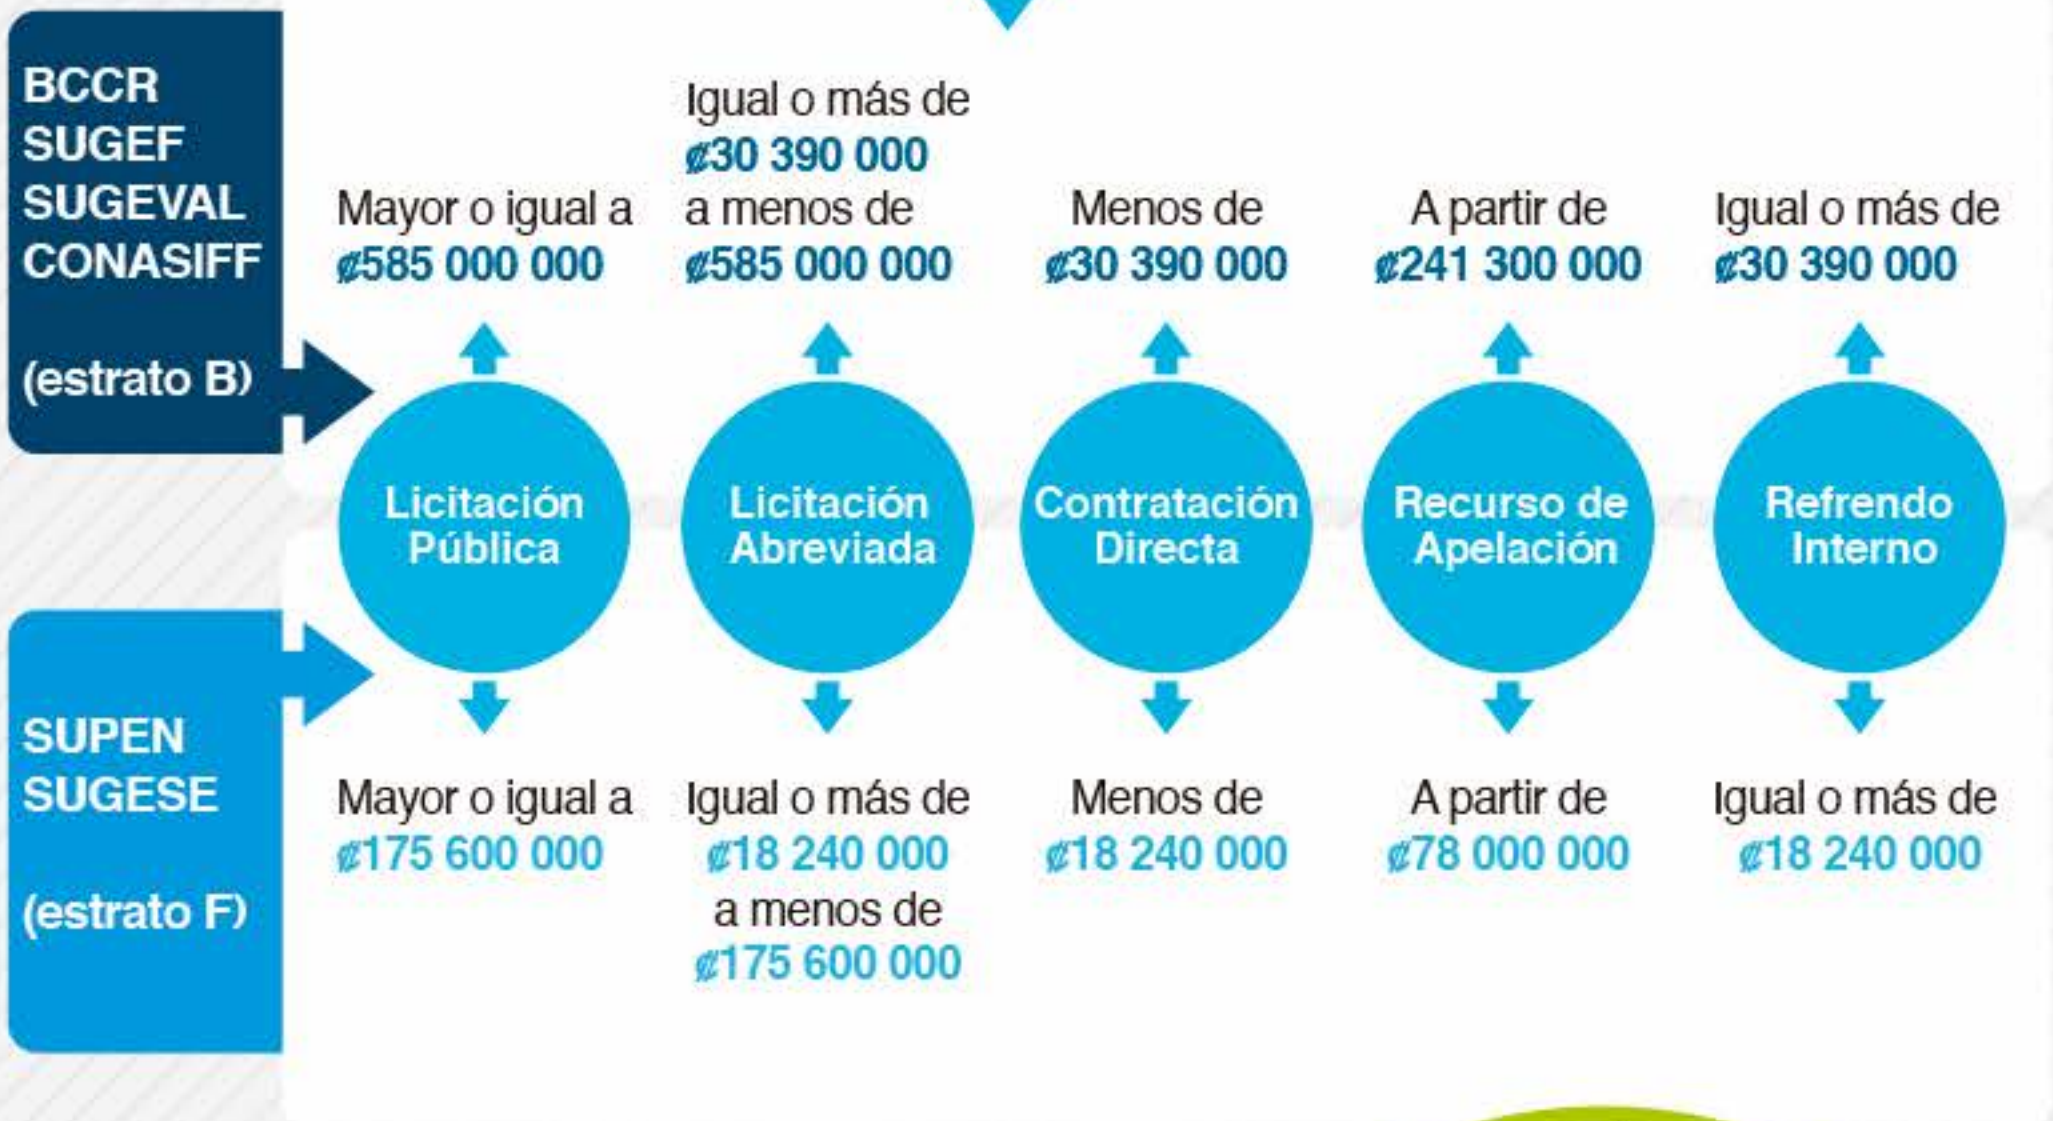 BCCR
SUGEF
SUGEVAL
CONASIFF
(estrato B)
Mayor o igual a
₡585 000 000
Igual o más de
₡30 390 000
a menos de
₡585 000 000
Menos de
₡30 390 000
A partir de
₡241 300 000
Igual o más de
₡30 390 000
Licitación
Pública
Licitación
Abreviada
Contratación
Directa
Recurso de
Apelación
Refrendo
Interno
SUPEN
SUGESE
(estrato F)
Mayor o igual a
₡175 600 000
Igual o más de
₡18 240 000
a menos de
₡175 600 000
Menos de
₡18 240 000
A partir de
₡78 000 000
Igual o más de
₡18 240 000